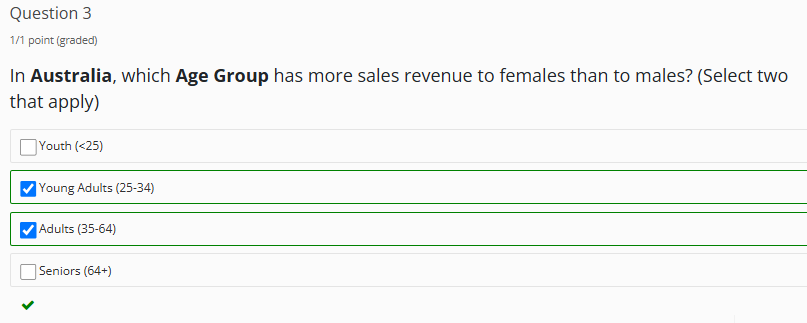 Question 3
1/1 point (graded)
In Australia, which Age Group has more sales revenue to females than to males? (Select two
that apply)
Youth (<25)
Young Adults (25-34)
Adults (35-64)
Seniors (64+)